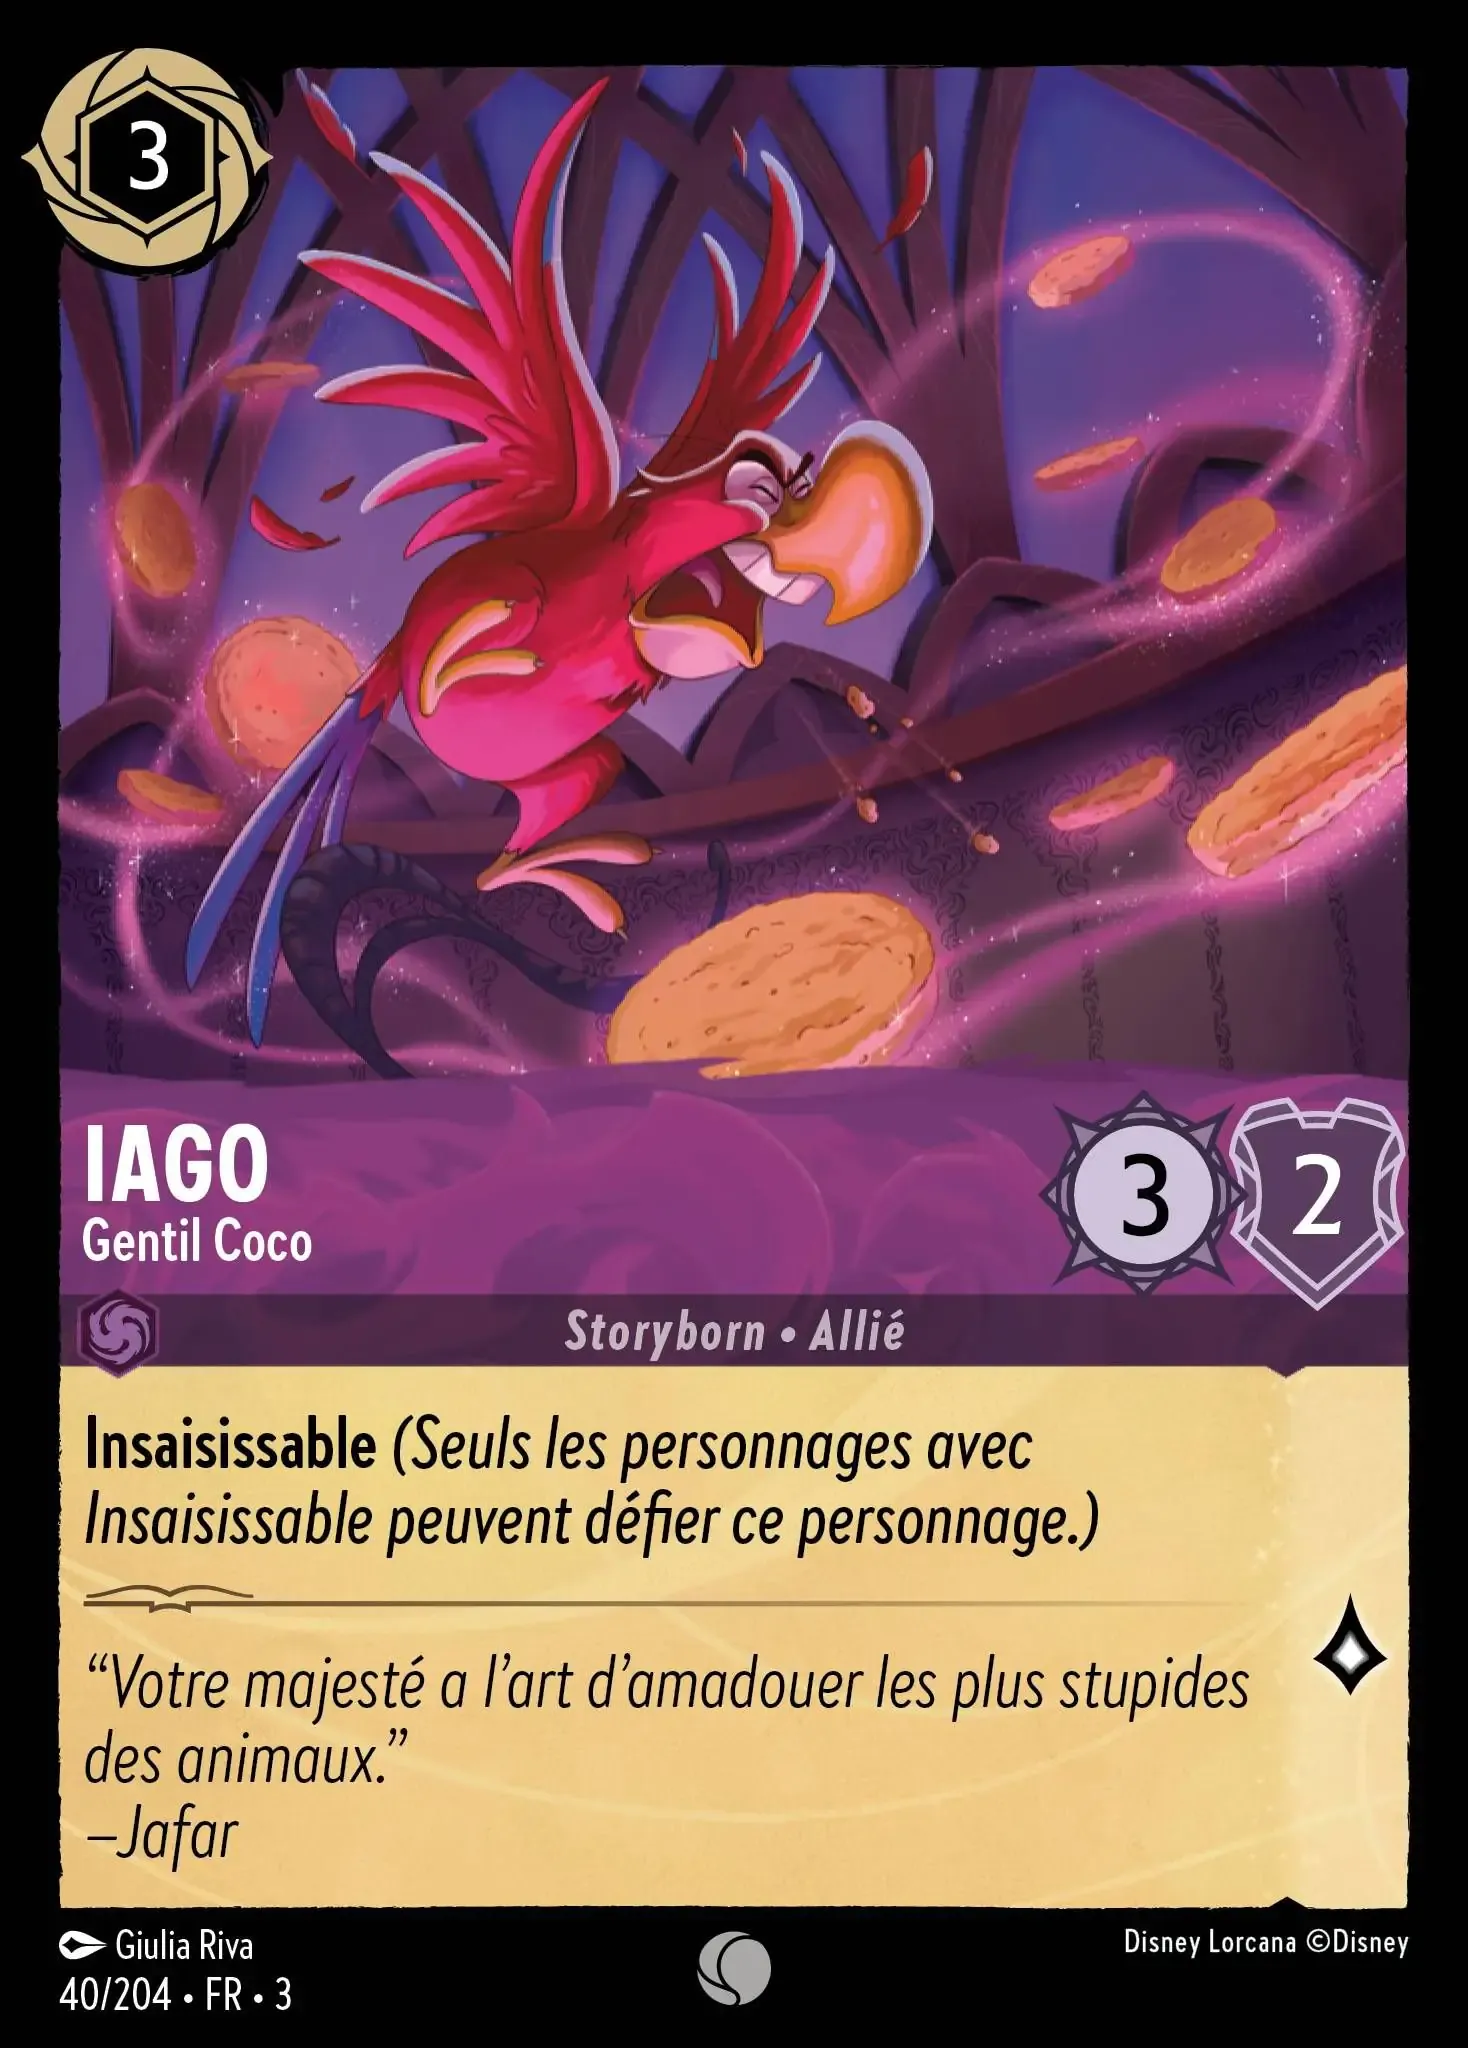 3
IAGO
Gentil Coco
3
2
Storyborn • Allié
Insaisissable (Seuls les personnages avec
Insaisissable peuvent défier ce personnage.)
“Votre majesté a l’art d’amadouer les plus stupides
des animaux.”
–Jafar
Giulia Riva
Disney Lorcana ©Disney
40/204 • FR • 3